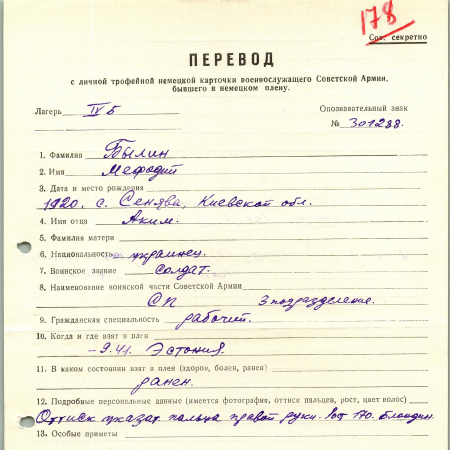 178
Сов. секретно
ПЕРЕВОД
с личной трофейной немецкой карточки военнослужащего Советской Армии,
бывшего в немецком плену.
Лагерь IV Б
Опознавательный знак
№ 301288.
1. Фамилия Былин
2. Имя Мефодий
3. Дата и место рождения
1920. с. Сенява, Киевской обл.
4. Имя отца Аким.
5. Фамилия матери
6. Национальность украинец.
7. Воинское звание солдат.
8. Наименование воинской части Советской Армии
СП 3 подразделение.
9. Гражданская специальность рабочий.
10. Когда и где взят в плен
– 9.41. Эстония.
11. В каком состоянии взят в плен (здоров, болен, ранен)
ранен.
12. Подробные персональные данные (имеется фотография, оттиск пальцев, рост, цвет волос)
Оттиск указат. пальца правой руки. Рост 170. Блондин.
13. Особые приметы